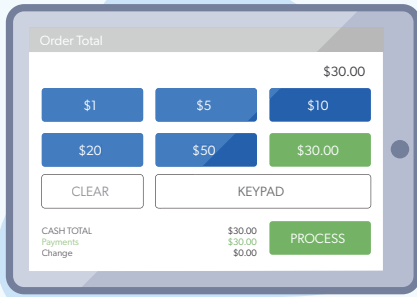 Order Total
$30.00
$1 $5 $10
$20 $50 $30.00
CLEAR KEYPAD
CASH TOTAL $30.00
Payments $30.00
Change $0.00
PROCESS